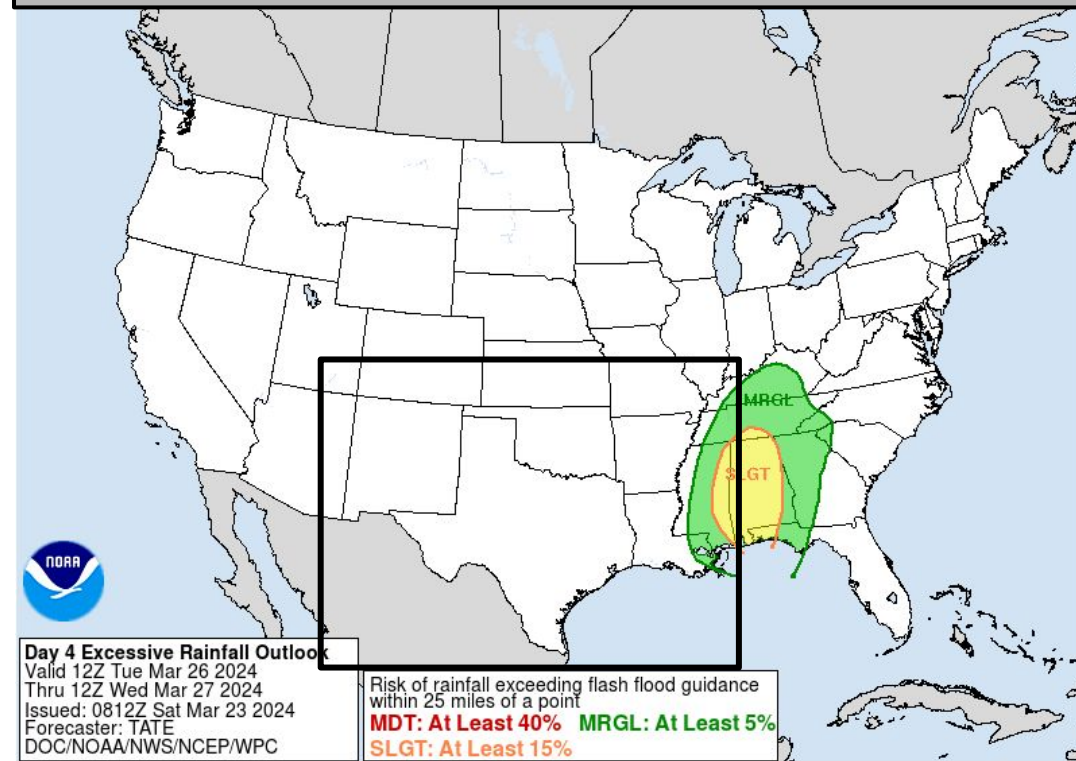 MRGL
SLGT
NOAA
Day 4 Excessive Rainfall Outlook
Valid 12Z Tue Mar 26 2024
Thru 12Z Wed Mar 27 2024
Issued: 0812Z Sat Mar 23 2024
Forecaster: TATE
DOC/NOAA/NWS/NCEP/WPC
Risk of rainfall exceeding flash flood guidance
within 25 miles of a point
MDT: At Least 40% MRGL: At Least 5%
SLGT: At Least 15%